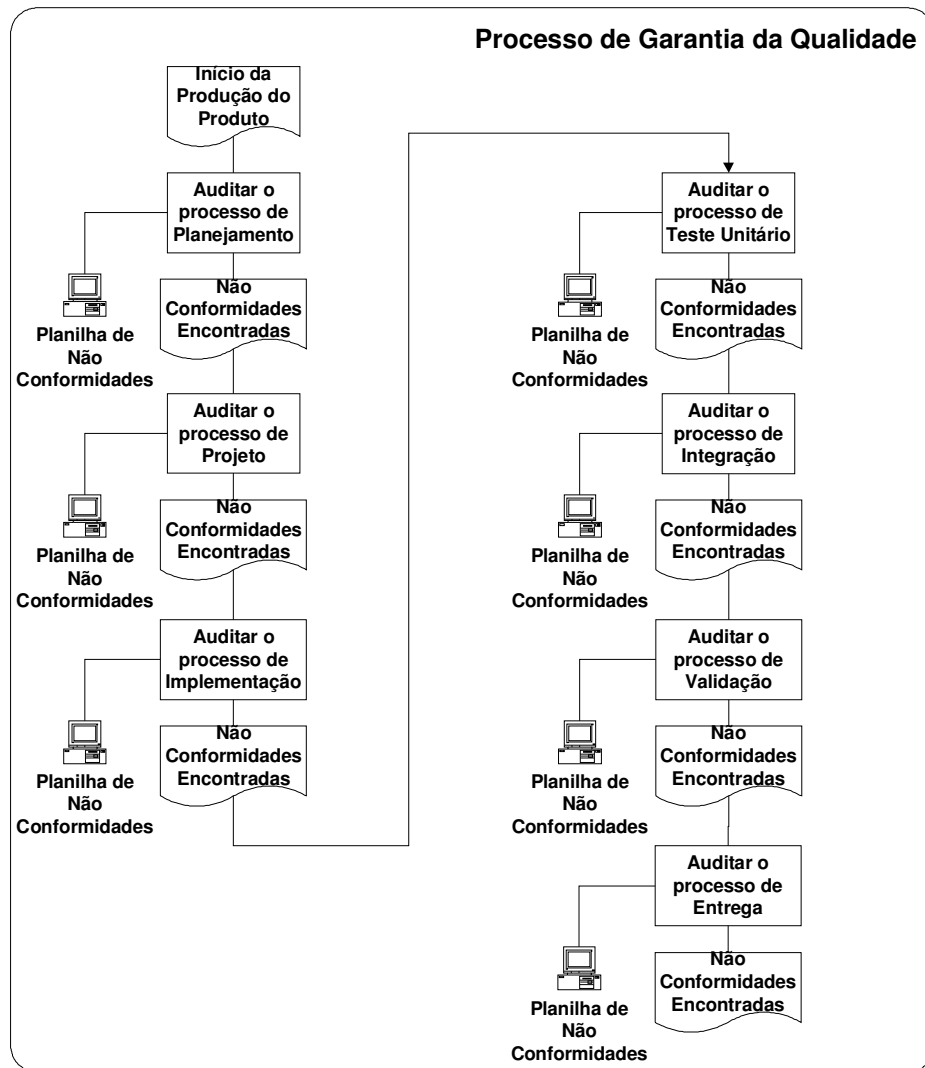 Processo de Garantia da Qualidade
Início da
Produção do
Produto
Auditar o
processo de
Planejamento
Planilha de
Não
Conformidades
Não
Conformidades
Encontradas
Auditar o
processo de
Projeto
Planilha de
Não
Conformidades
Não
Conformidades
Encontradas
Auditar o
processo de
Implementação
Planilha de
Não
Conformidades
Não
Conformidades
Encontradas
Auditar o
processo de
Teste Unitário
Planilha de
Não
Conformidades
Não
Conformidades
Encontradas
Auditar o
processo de
Integração
Planilha de
Não
Conformidades
Não
Conformidades
Encontradas
Auditar o
processo de
Validação
Planilha de
Não
Conformidades
Não
Conformidades
Encontradas
Auditar o
processo de
Entrega
Planilha de
Não
Conformidades
Não
Conformidades
Encontradas